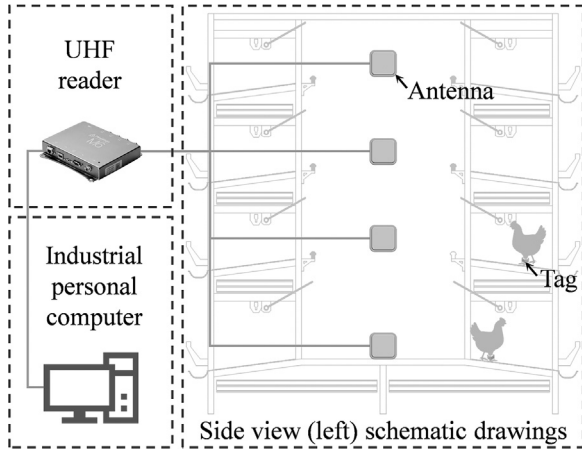 UHF
reader
Antenna
Industrial
personal
computer
Tag
Side view (left) schematic drawings